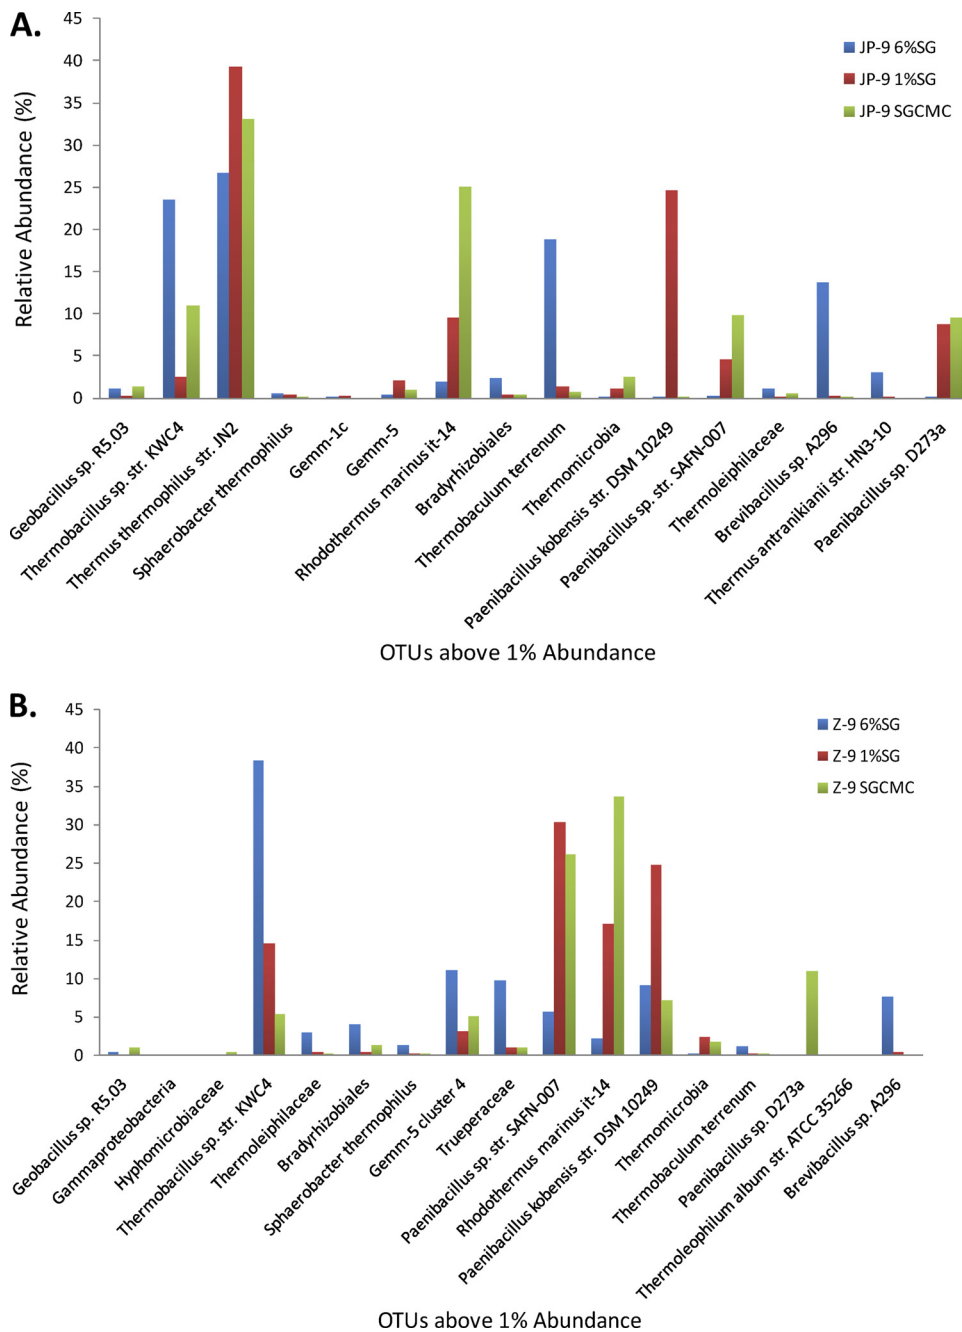 A.
45
40
35
30
25
20
15
10
5
0
Relative Abundance (%)
JP-9 6%SG
JP-9 1%SG
JP-9 SGCMC
Geobacillus sp. R5.03
Thermobacillus sp. str. KWC4
Thermus thermophilus str. JN2
Sphaerobacter thermophilus
Gemm-1c
Gemm-5
Rhodothermus marinus it-14
Bradyrhizobiales
Thermobaculum terrenum
Thermomicrobia
Paenibacillus kobensis str. DSM 10249
Paenibacillus sp. str. SAFN-007
Thermoleiphilaceae
Brevibacillus sp. A296
Thermus antranikianii str. HN3-10
Paenibacillus sp. D273a
OTUs above 1% Abundance
B.
45
40
35
30
25
20
15
10
5
0
Relative Abundance (%)
Z-9 6%SG
Z-9 1%SG
Z-9 SGCMC
Geobacillus sp. R5.03
Gammaproteobacteria
Hyphomicrobiaceae
Thermobacillus sp. str. KWC4
Thermoleiphilaceae
Bradyrhizobiales
Sphaerobacter thermophilus
Gemm-5 cluster 4
Trueperaceae
Paenibacillus sp. str. SAFN-007
Rhodothermus marinus it-14
Paenibacillus kobensis str. DSM 10249
Thermomicrobia
Thermobaculum terrenum
Paenibacillus sp. D273a
Thermoleophilum album str. ATCC 35266
Brevibacillus sp. A296
OTUs above 1% Abundance